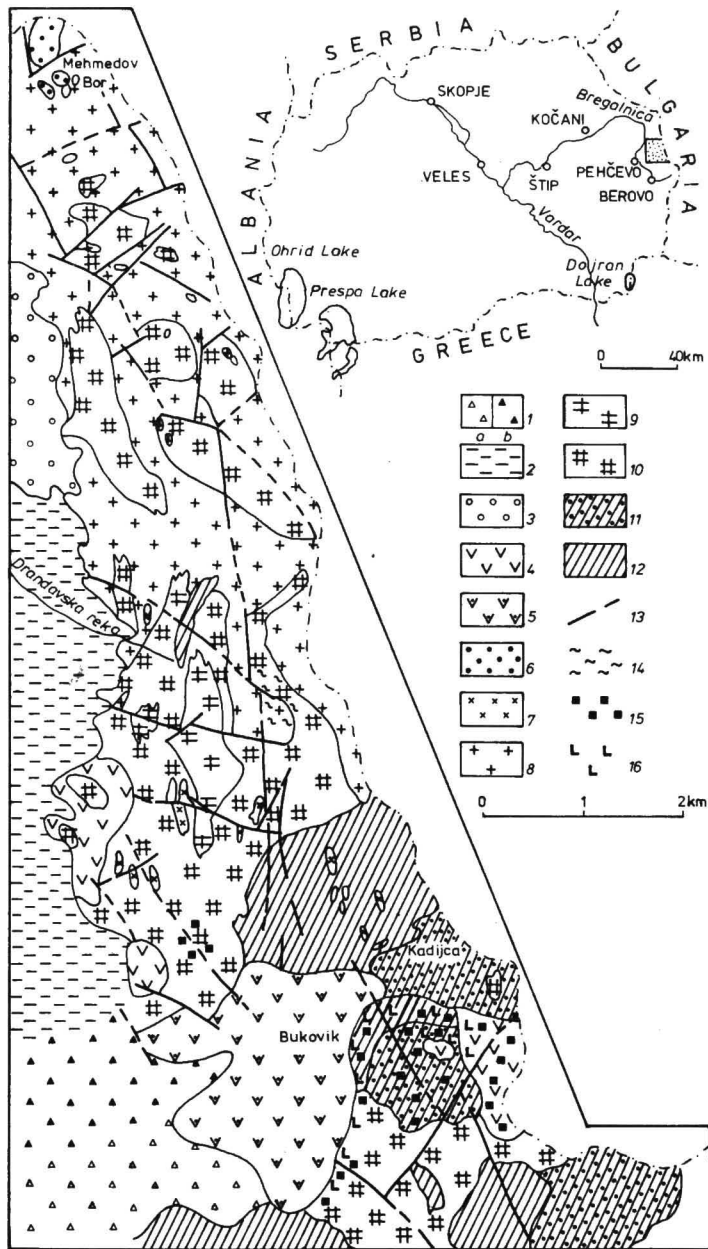 Mehmedov
Bor
SERBIA
BULGARIA
ALBANIA
GREECE
SKOPJE
KOČANI
Bregalnica
VELES
ŠTIP
PEHČEVO
BEROVO
Vardar
Ohrid Lake
Prespa Lake
Dojran
Lake
0 40km
1
a b
2
3
4
5
6
7
8
9
10
11
12
13
14
15
16
0 1 2km
Drandavska reka
Kadijca
Bukovik